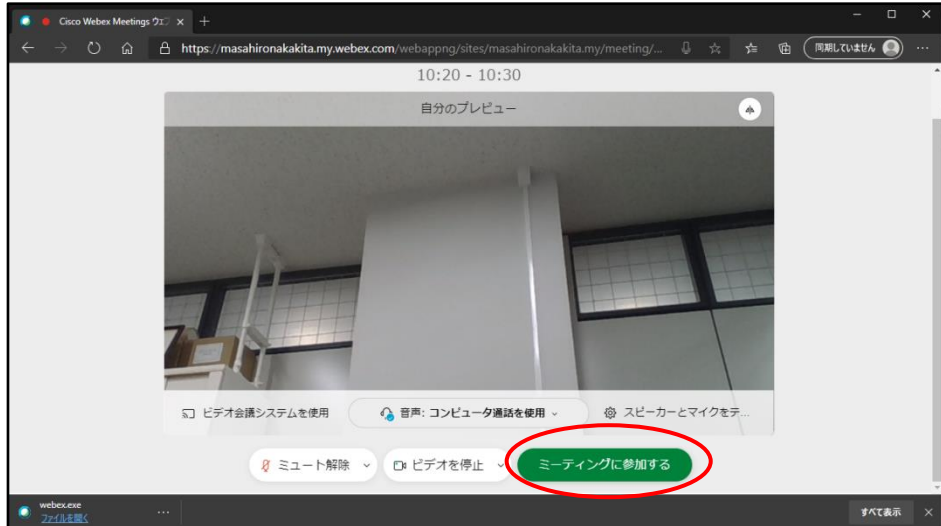 Cisco Webex Meetings ウェ
https://masahironakakita.my.webex.com/webappng/sites/masahironakakita.my/meeting/...
同期していません
10:20 - 10:30
自分のプレビュー
ビデオ会議システムを使用
音声: コンピュータ通話を使用
スピーカーとマイクをテ...
ミュート解除
ビデオを停止
ミーティングに参加する
webex.exe
ファイルを開く
すべて表示